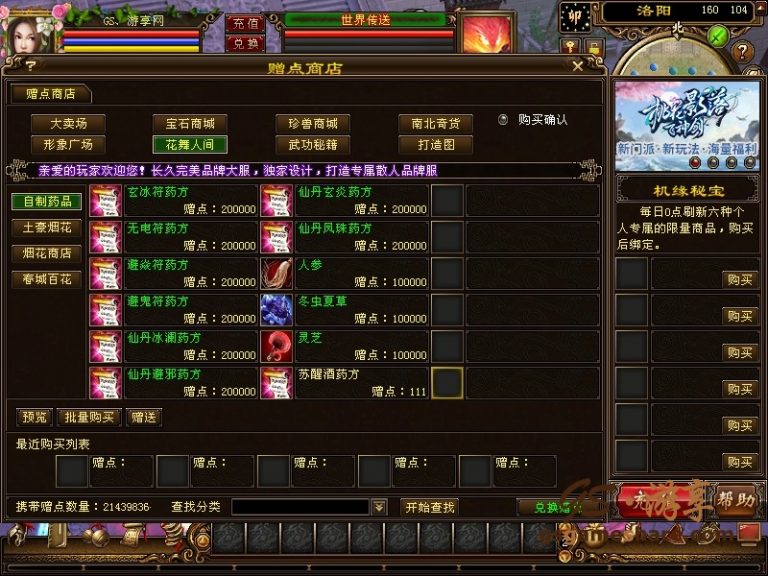 GS、游享网
充值
世界传送
卯
洛阳
160 104
兑换
北
?
?
赠点商店
赠点商店
大卖场
宝石商城
珍兽商城
南北奇货
购买确认
形象广场
花舞人间
武功秘籍
打造图
亲爱的玩家欢迎您!长久完美品牌大服,独家设计,打造专属散人品牌服
自制药品
土豪烟花
烟花商店
春城百花
玄冰符药方
赠点:200000
仙丹玄炎药方
赠点:200000
无电符药方
赠点:200000
仙丹凤珠药方
赠点:200000
避焱符药方
赠点:200000
人参
赠点:100000
避鬼符药方
赠点:200000
冬虫夏草
赠点:100000
仙丹冰澜药方
赠点:200000
灵芝
赠点:100000
仙丹避邪药方
赠点:200000
苏醒酒药方
赠点:111
预览
批量购买
赠送
最近购买列表
赠点:
赠点:
赠点:
赠点:
赠点:
携带赠点数量:21439836
查找分类
开始查找
桃花影落
新门派·新玩法·海量福利
机缘秘宝
每日0点刷新六种个
人专属的限量商品,购买
后绑定。
购买
购买
购买
购买
购买
购买
帮助